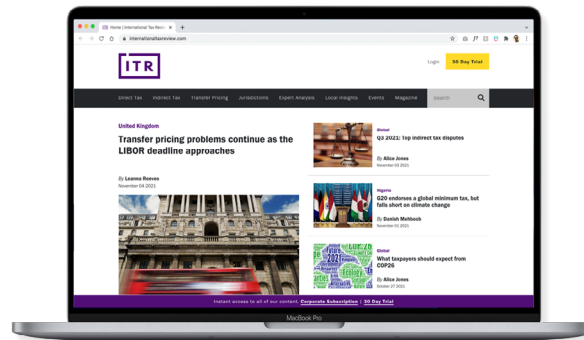 Home | International Tax Review
internationaltaxreview.com
ITR
Login
30 Day Trial
Direct Tax Indirect Tax Transfer Pricing Jurisdictions Expert Analysis Local Insights Events Magazine Search
United Kingdom
Transfer pricing problems continue as the
LIBOR deadline approaches
By Leanna Reeves
November 04 2021
Global
Q3 2021: Top indirect tax disputes
By Alice Jones
November 03 2021
Nigeria
G20 endorses a global minimum tax, but
falls short on climate change
By Danish Mehboob
November 01 2021
Future
2021
Ecology
Global
What taxpayers should expect from
COP26
By Alice Jones
October 27 2021
Instant access to all of our content. Corporate Subscription | 30 Day Trial
MacBook Pro